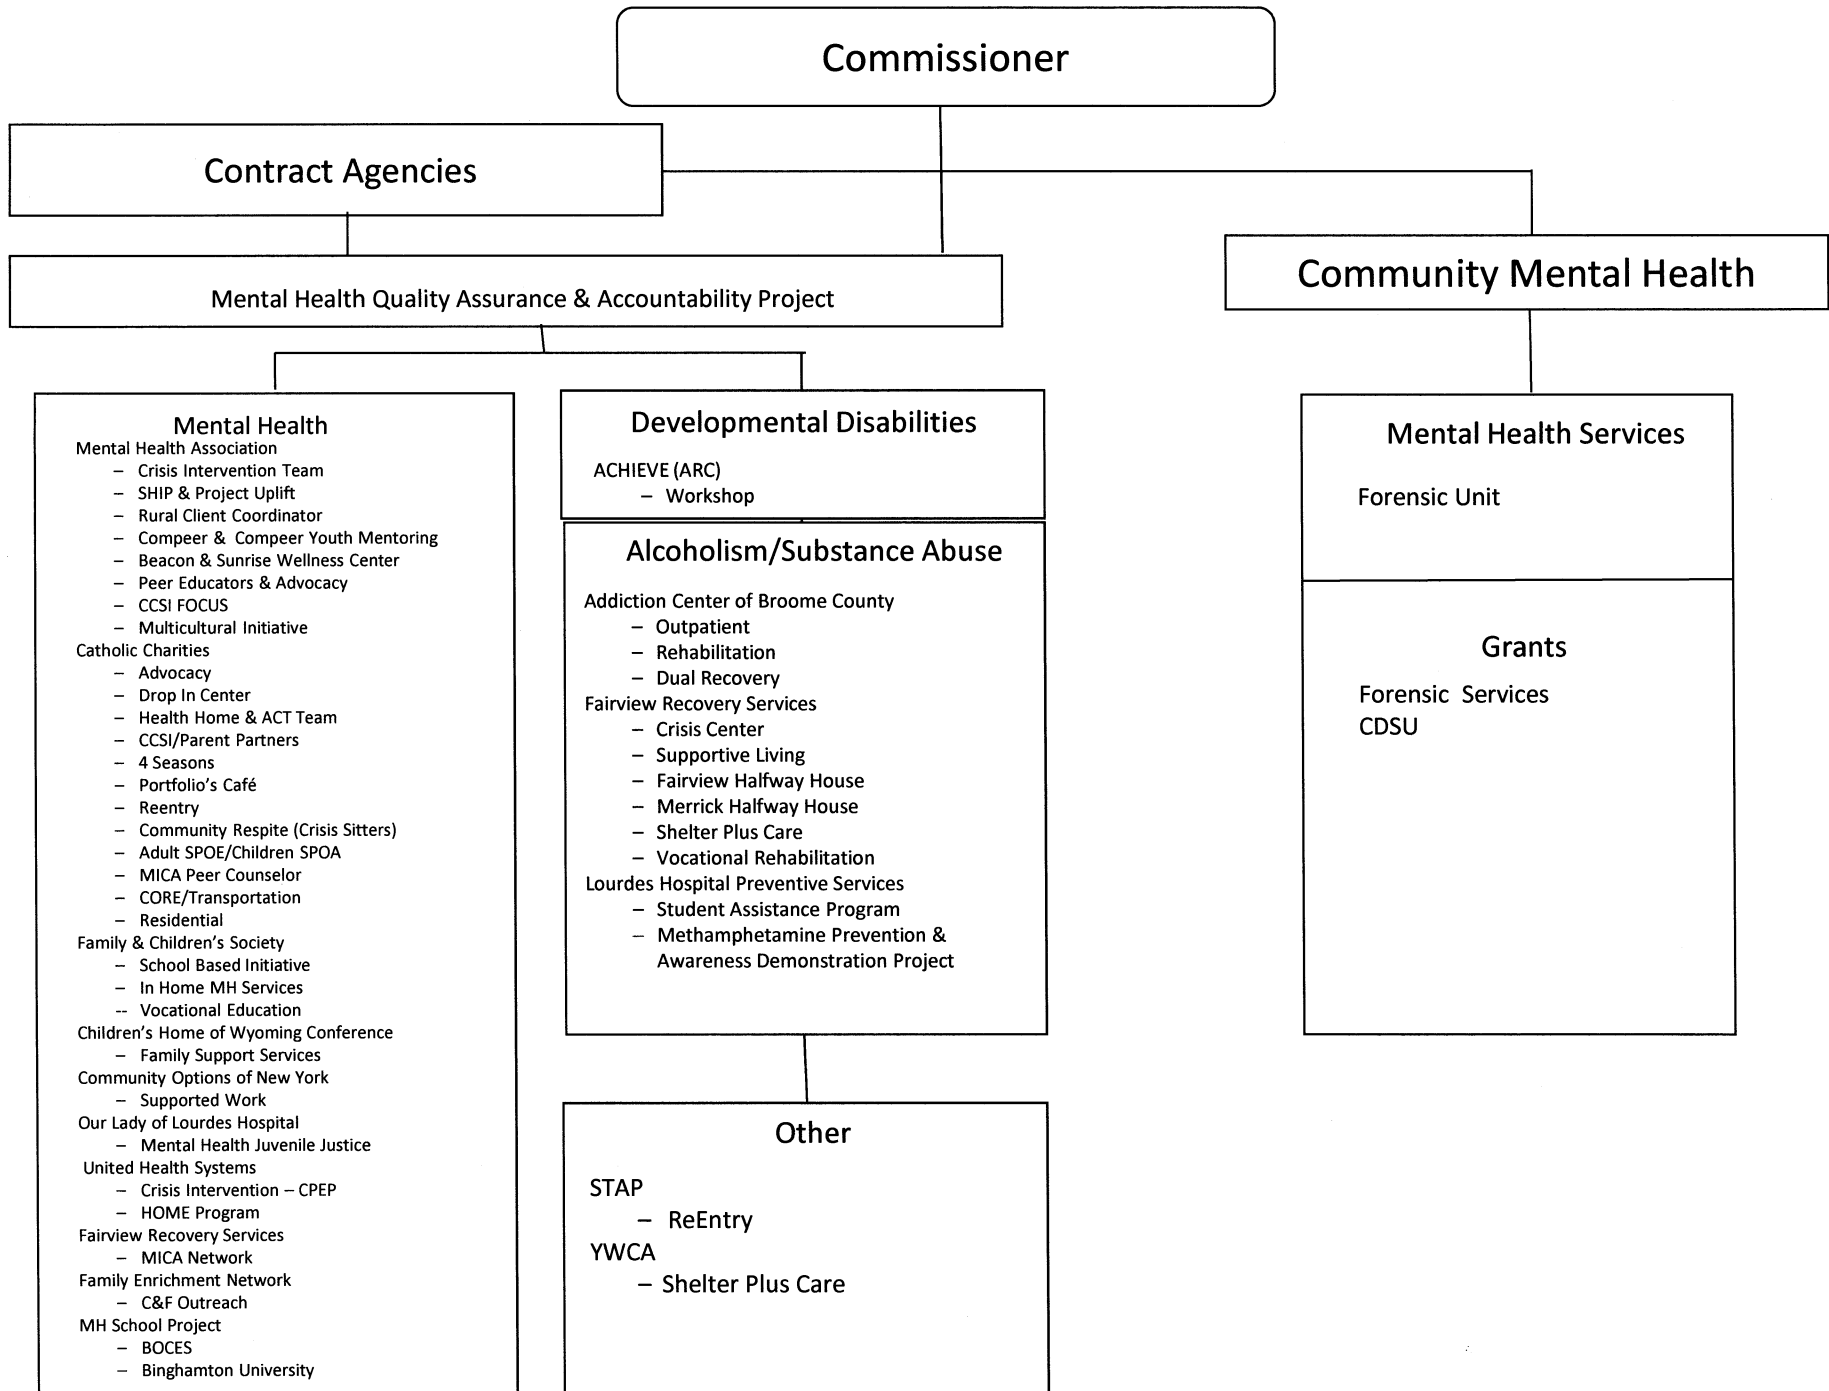 Commissioner
Contract Agencies
Community Mental Health
Mental Health Quality Assurance & Accountability Project
Mental Health
Mental Health Association
– Crisis Intervention Team
– SHIP & Project Uplift
– Rural Client Coordinator
– Compeer & Compeer Youth Mentoring
– Beacon & Sunrise Wellness Center
– Peer Educators & Advocacy
– CCSI FOCUS
– Multicultural Initiative
Catholic Charities
– Advocacy
– Drop In Center
– Health Home & ACT Team
– CCSI/Parent Partners
– 4 Seasons
– Portfolio's Café
– Reentry
– Community Respite (Crisis Sitters)
– Adult SPOE/Children SPOA
– MICA Peer Counselor
– CORE/Transportation
– Residential
Family & Children's Society
– School Based Initiative
– In Home MH Services
-- Vocational Education
Children's Home of Wyoming Conference
– Family Support Services
Community Options of New York
– Supported Work
Our Lady of Lourdes Hospital
– Mental Health Juvenile Justice
United Health Systems
– Crisis Intervention – CPEP
– HOME Program
Fairview Recovery Services
– MICA Network
Family Enrichment Network
– C&F Outreach
MH School Project
– BOCES
– Binghamton University
Developmental Disabilities
ACHIEVE (ARC)
– Workshop
Alcoholism/Substance Abuse
Addiction Center of Broome County
– Outpatient
– Rehabilitation
– Dual Recovery
Fairview Recovery Services
– Crisis Center
– Supportive Living
– Fairview Halfway House
– Merrick Halfway House
– Shelter Plus Care
– Vocational Rehabilitation
Lourdes Hospital Preventive Services
– Student Assistance Program
– Methamphetamine Prevention &
Awareness Demonstration Project
Other
STAP
– ReEntry
YWCA
– Shelter Plus Care
Mental Health Services
Forensic Unit
Grants
Forensic Services
CDSU